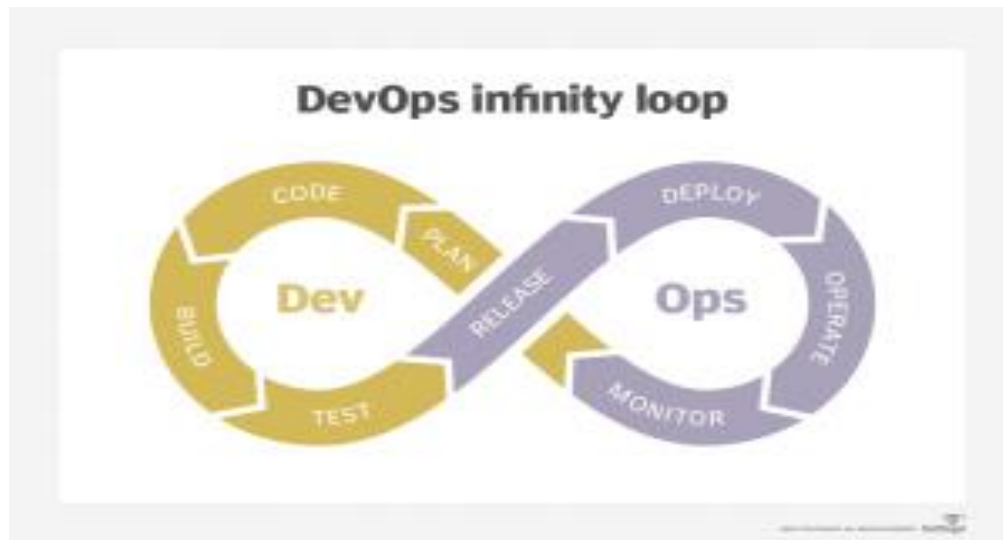 DevOps infinity loop
PLAN
CODE
BUILD
TEST
RELEASE
DEPLOY
OPERATE
MONITOR
Dev
Ops